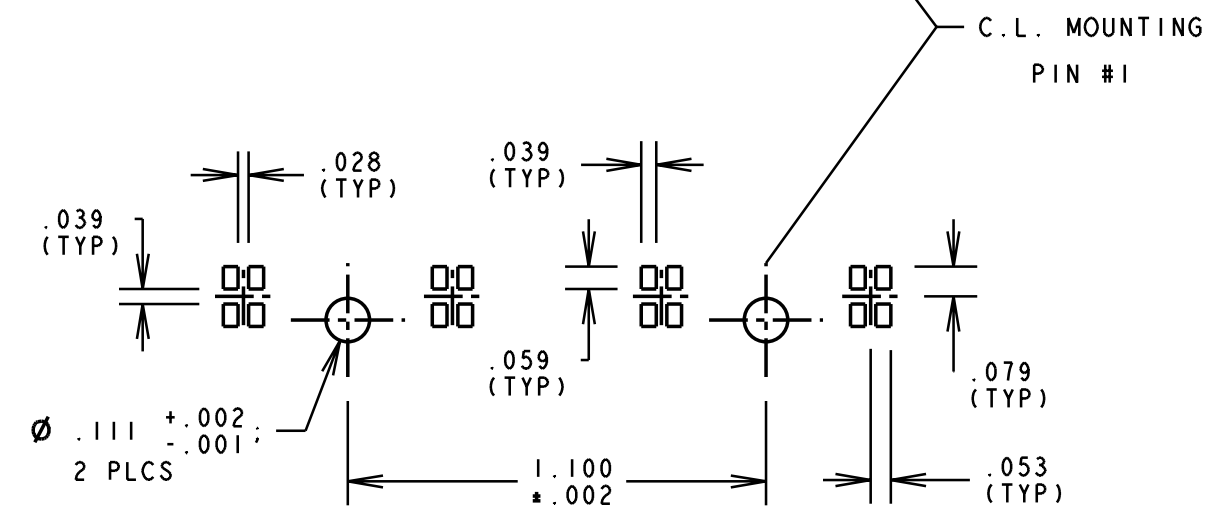 C.L. MOUNTING
PIN #1
.028
(TYP)
.039
(TYP)
.039
(TYP)
.059
(TYP)
.079
(TYP)
Ø .111 +.002
-.001;
2 PLCS
1.100
±.002
.053
(TYP)